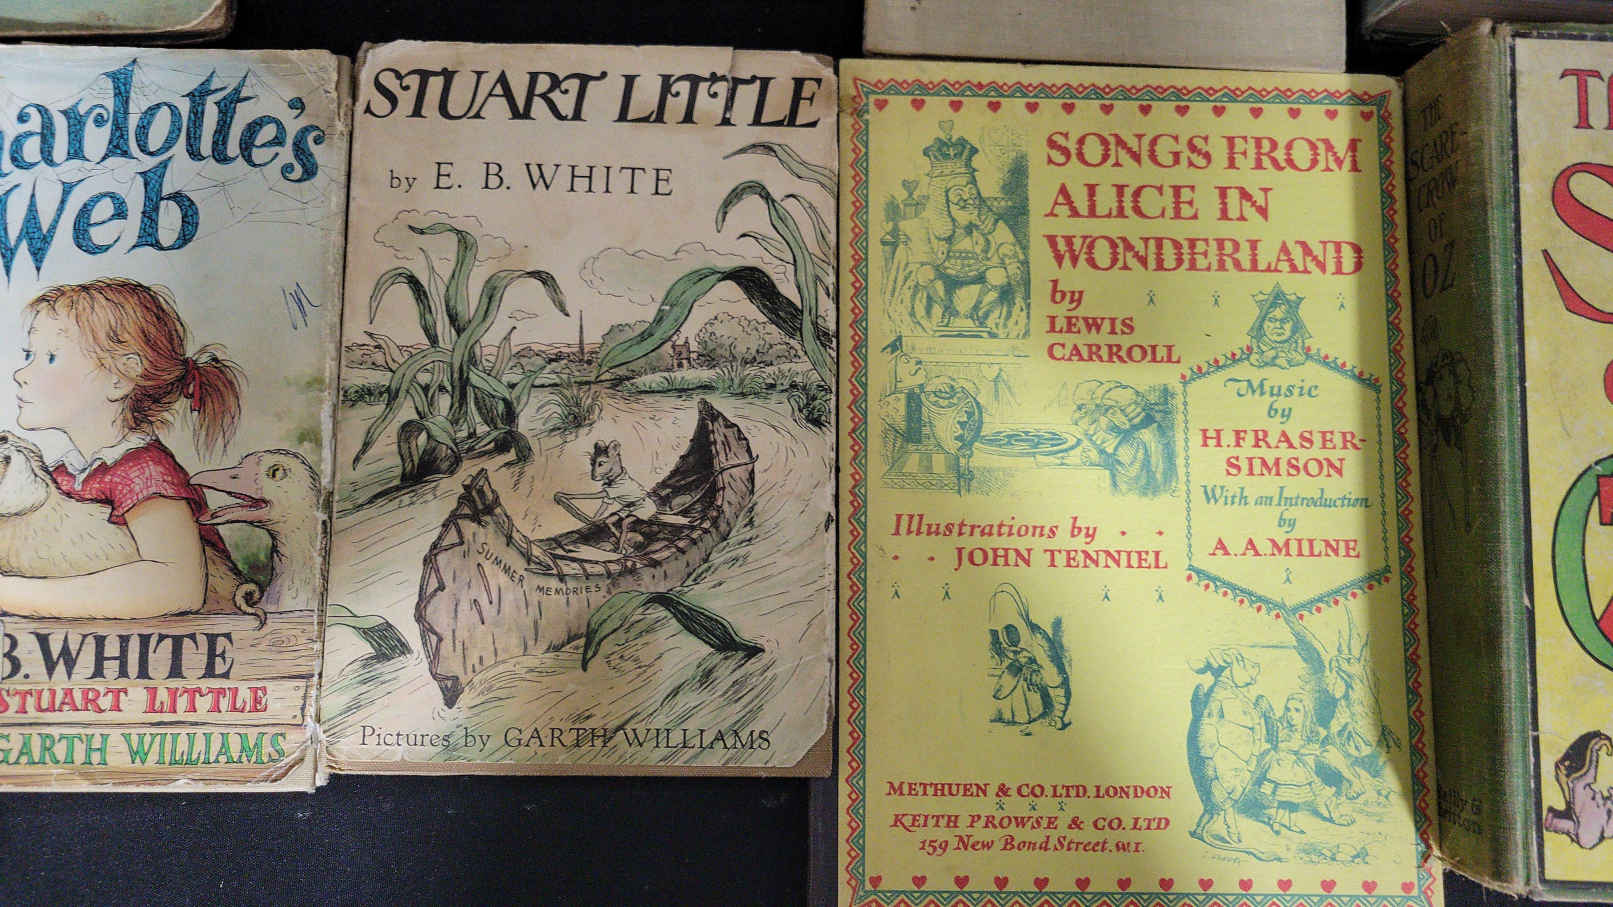 harlotte's
Web
B. WHITE
STUART LITTLE
GARTH WILLIAMS
STUART LITTLE
by E. B. WHITE
SUMMER
MEMORIES
Pictures by GARTH WILLIAMS
SONGS FROM
ALICE IN
WONDERLAND
by
LEWIS
CARROLL
Music
by
H. FRASER-
SIMSON
With an Introduction
by
A. A. MILNE
Illustrations by
JOHN TENNIEL
METHUEN & CO. LTD. LONDON
KEITH PROWSE & CO. LTD
159 New Bond Street. W.1.
THE
SCARE-
CROW
OF
OZ